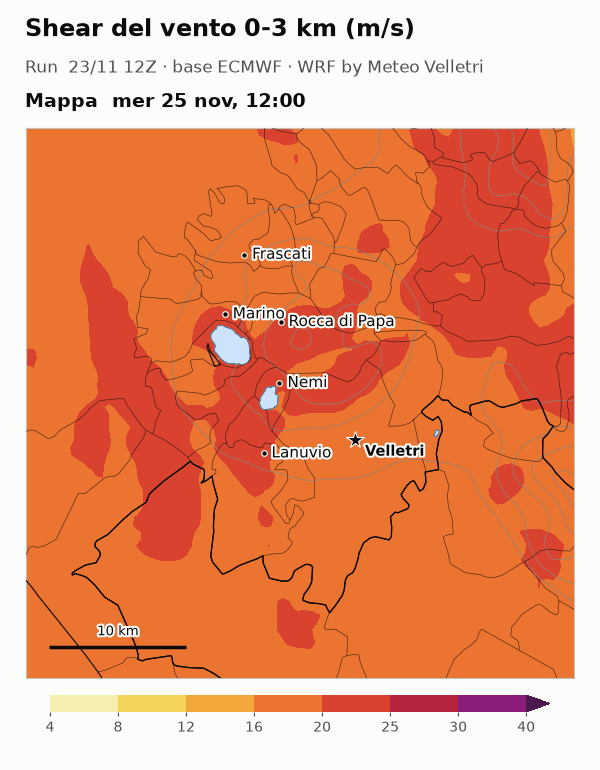 Shear del vento 0-3 km (m/s)
Run  23/11 12Z · base ECMWF · WRF by Meteo Velletri
Mappa  mer 25 nov, 12:00
Frascati
Marino
Rocca di Papa
Nemi
Velletri
Lanuvio
10 km
4 8 12 16 20 25 30 40